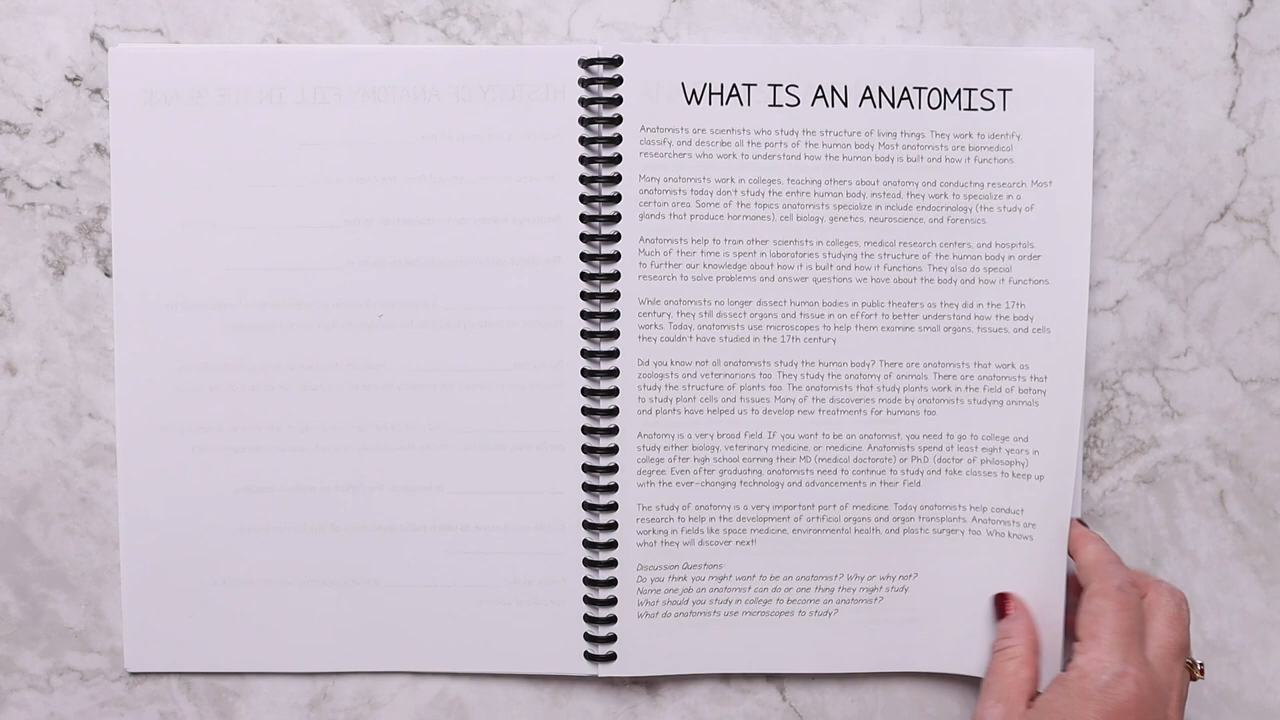 WHAT IS AN ANATOMIST
Anatomists are scientists who study the structure of living things. They work to identify,
classify, and describe all the parts of the human body. Most anatomists are biomedical
researchers who work to understand how the human body is built and how it functions.
Many anatomists work in colleges, teaching others about anatomy and conducting research. Most
anatomists today don't study the entire human body; instead, they work to specialize in a
certain area. Some of the topics anatomists specialize in include endocrinology (the study of
glands that produce hormones), cell biology, genetics, neuroscience, and forensics.
Anatomists help to train other scientists in colleges, medical research centers, and hospitals.
Much of their time is spent in laboratories studying the structure of the human body in order
to further our knowledge about how it is built and how it functions. They also do special
research to solve problems and answer questions we have about the body and how it functions.
While anatomists no longer dissect human bodies in public theaters as they did in the 17th
century, they still dissect organs and tissue in an effort to better understand how the body
works. Today, anatomists use microscopes to help them examine small organs, tissues, and cells
they couldn't have studied in the 17th century.
Did you know not all anatomists study the human body? There are anatomists that work as
zoologists and veterinarians too. They study the anatomy of animals. There are anatomists that
study the structure of plants too. The anatomists that study plants work in the field of botany
to study plant cells and tissues. Many of the discoveries made by anatomists studying animals
and plants have helped us to develop new treatments for humans too.
Anatomy is a very broad field. If you want to be an anatomist, you need to go to college and
study either biology, veterinary medicine, or medicine. Anatomists spend at least eight years in
college after high school earning their MD (medical doctorate) or PhD (doctor of philosophy)
degree. Even after graduating, anatomists need to continue to study and take classes to keep up
with the ever-changing technology and advancements in their field.
The study of anatomy is a very important part of medicine. Today anatomists help conduct
research to help in the development of artificial organs and organ transplants. Anatomists are
working in fields like space medicine, environmental health, and plastic surgery too. Who knows
what they will discover next!
Discussion Questions:
Do you think you might want to be an anatomist? Why or why not?
Name one job an anatomist can do or one thing they might study.
What should you study in college to become an anatomist?
What do anatomists use microscopes to study?